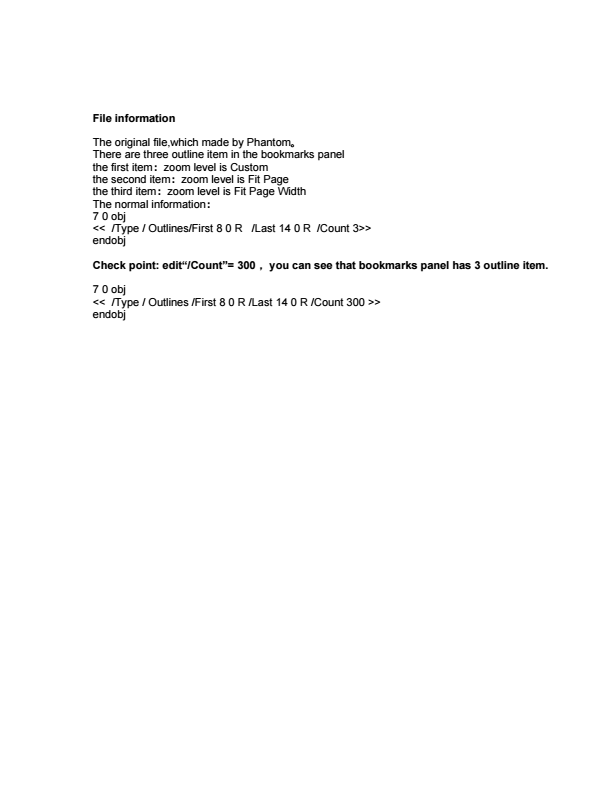 File information
The original file,which made by Phantom。
There are three outline item in the bookmarks panel
the first item：zoom level is Custom
the second item：zoom level is Fit Page
the third item：zoom level is Fit Page Width
The normal information：
7 0 obj
<<  /Type / Outlines/First 8 0 R   /Last 14 0 R  /Count 3>>
endobj
Check point: edit“/Count”= 300 ，you can see that bookmarks panel has 3 outline item.
7 0 obj
<<  /Type / Outlines /First 8 0 R /Last 14 0 R /Count 300 >>
endobj